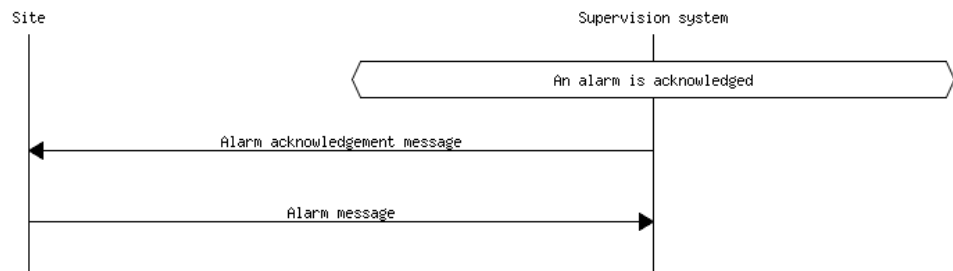 Site
Supervision system
An alarm is acknowledged
Alarm acknowledgement message
Alarm message